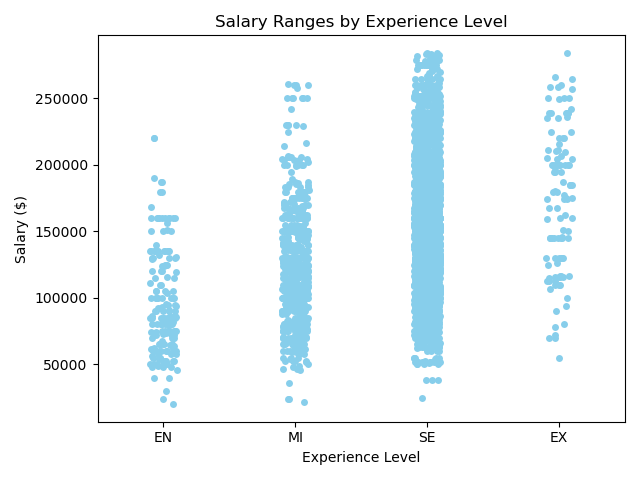 Salary Ranges by Experience Level
Salary ($)
250000
200000
150000
100000
50000
EN MI SE EX
Experience Level